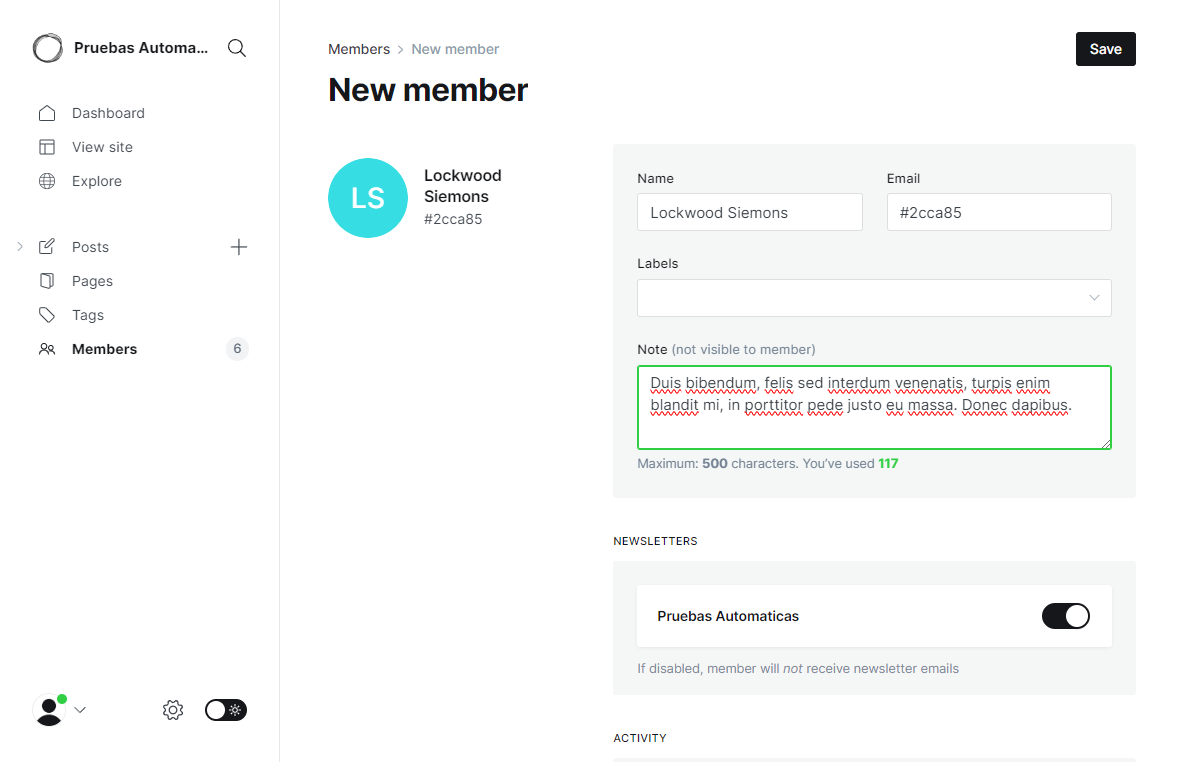 Pruebas Automa...
Dashboard
View site
Explore
Posts
Pages
Tags
Members
6
Members > New member
Save
New member
LS
Lockwood
Siemons
#2cca85
Name
Email
Lockwood Siemons
#2cca85
Labels
Note (not visible to member)
Duis bibendum, felis sed interdum venenatis, turpis enim
blandit mi, in porttitor pede justo eu massa. Donec dapibus.
Maximum: 500 characters. You’ve used 117
NEWSLETTERS
Pruebas Automaticas
If disabled, member will not receive newsletter emails
ACTIVITY